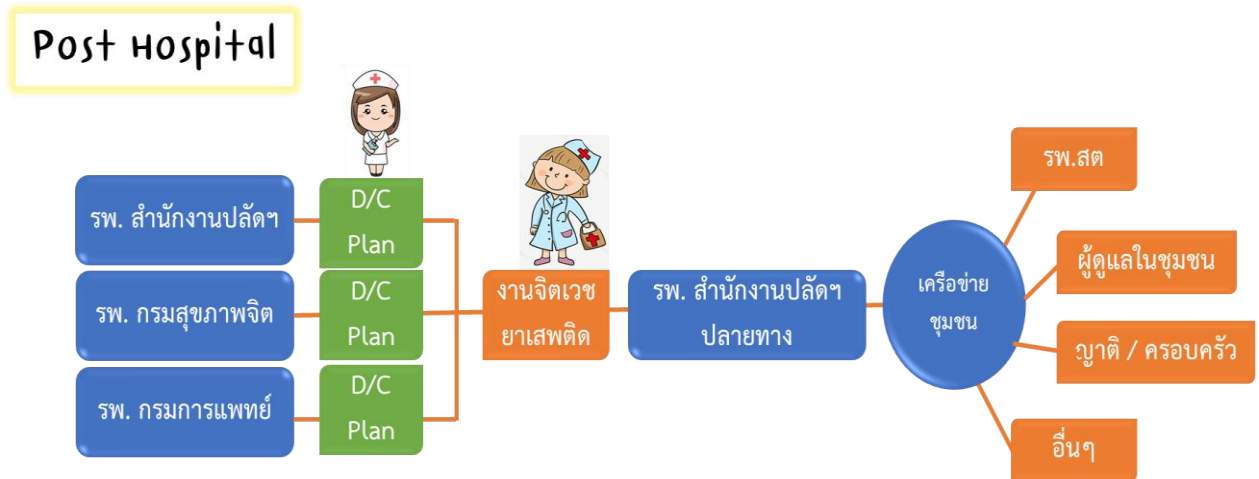 Post Hospital
รพ. สำนักงานปลัดฯ
D/C
Plan
รพ. กรมสุขภาพจิต
D/C
Plan
รพ. กรมการแพทย์
D/C
Plan
งานจิตเวช
ยาเสพติด
รพ. สำนักงานปลัดฯ
ปลายทาง
เครือข่าย
ชุมชน
รพ.สต
ผู้ดูแลในชุมชน
ญาติ / ครอบครัว
อื่นๆ